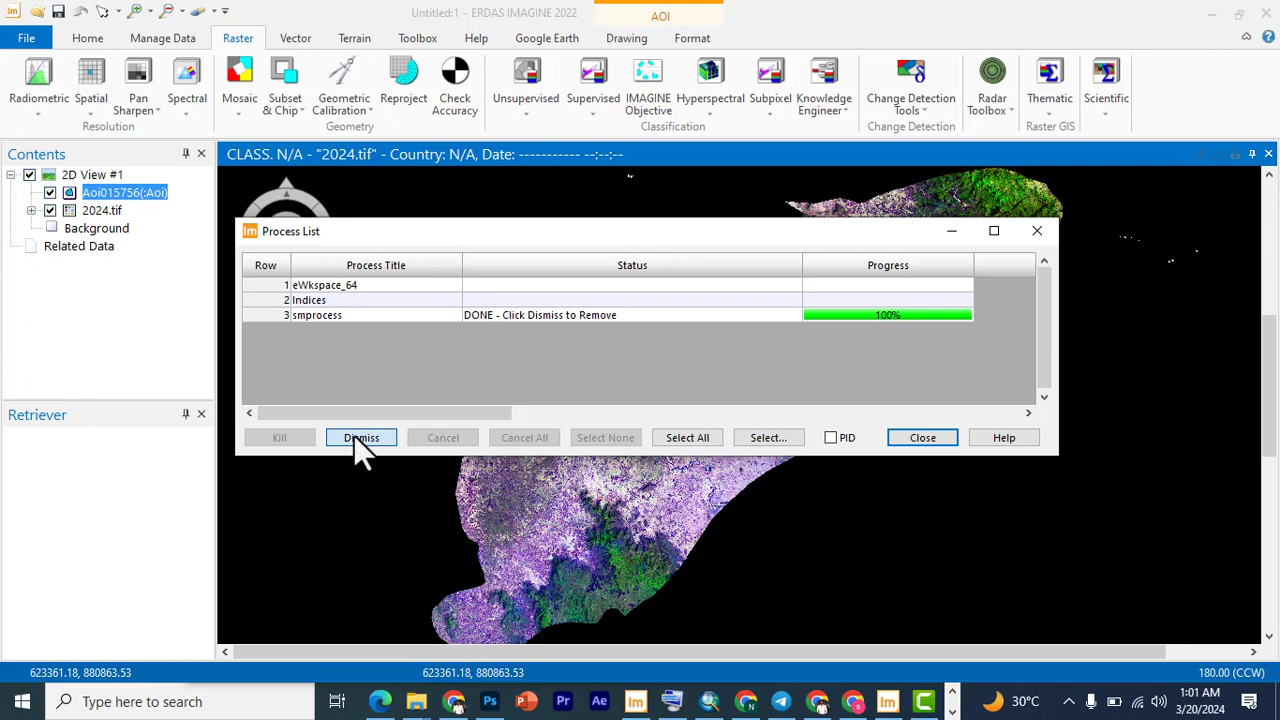 Untitled:1 - ERDAS IMAGINE 2022
AOI
File
Home
Manage Data
Raster
Vector
Terrain
Toolbox
Help
Google Earth
Drawing
Format
Radiometric
Spatial
Pan
Sharpen
Spectral
Mosaic
Subset
& Chip
Geometric
Calibration
Reproject
Check
Accuracy
Unsupervised
Supervised
IMAGINE
Objective
Hyperspectral
Subpixel
Knowledge
Engineer
Change Detection
Tools
Radar
Toolbox
Thematic
Scientific
Resolution
Geometry
Classification
Change Detection
Raster GIS
Contents
2D View #1
Aoi015756(:Aoi)
2024.tif
Background
Related Data
CLASS. N/A - "2024.tif" - Country: N/A, Date: ----------- --:--:--
Process List
Row
Process Title
Status
Progress
1
eWkspace_64
2
Indices
3
smprocess
DONE - Click Dismiss to Remove
100%
Kill
Dismiss
Cancel
Cancel All
Select None
Select All
Select...
PID
Close
Help
Retriever
623361.18, 880863.53
623361.18, 880863.53
180.00 (CCW)
Type here to search
30°C
1:01 AM
3/20/2024